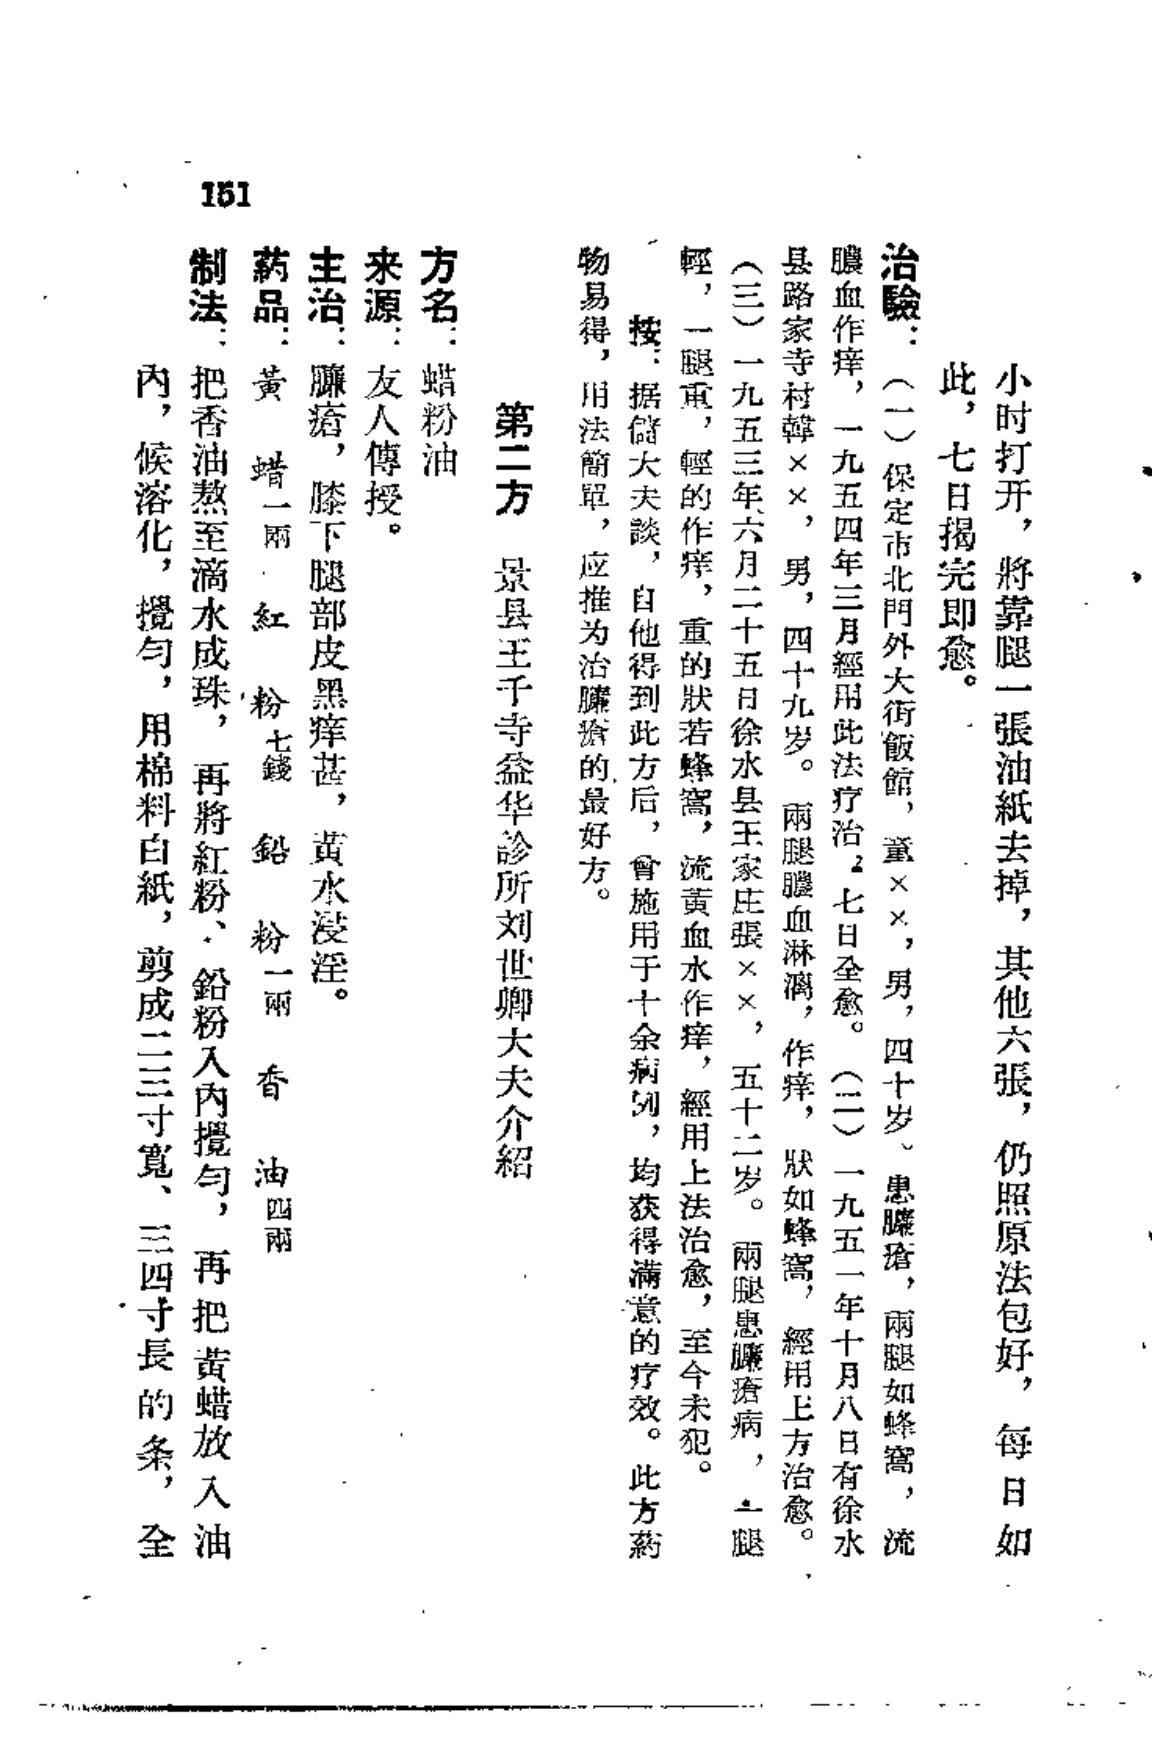 小时打开，將靠腿一張油紙去掉，其他六張，仍照原法包好，每日如
此，七日揭完即愈。
治驗：（一）保定市北門外大街飯館，童××，男，四十岁、患臁瘡，兩腿如蜂窩，流
膿血作痒，一九五四年三月經用此法疗治，七日全愈。（二）一九五一年十月八日有徐水
县路家寺村韓××，男，四十九岁。兩腿膿血淋漓，作痒，狀如蜂窩，經用上方治愈。
（三）一九五三年六月二十五日徐水县王家庄張××，五十二岁。兩腿患臁瘡病，一腿
輕，一腿重，輕的作痒，重的狀若蜂窩，流黃血水作痒，經用上法治愈，至今未犯。
按：据儲大夫談，自他得到此方后，曾施用于十余病例，均获得滿意的疗效。此方葯
物易得，用法簡單，应推为治臁瘡的最好方。
第二方　景县王千寺益华診所刘世卿大夫介紹
方名：蜡粉油
来源：友人傳授。
主治：臁瘡，膝下腿部皮黑痒甚，黃水浸淫。
葯品：黃蜡一兩　紅粉七錢　鉛粉一兩　香油四兩
制法：把香油熬至滴水成珠，再將紅粉、鉛粉入內攪勻，再把黃蜡放入油
內，候溶化，攪勻，用棉料白紙，剪成二三寸寬、三四寸長的条，全
151